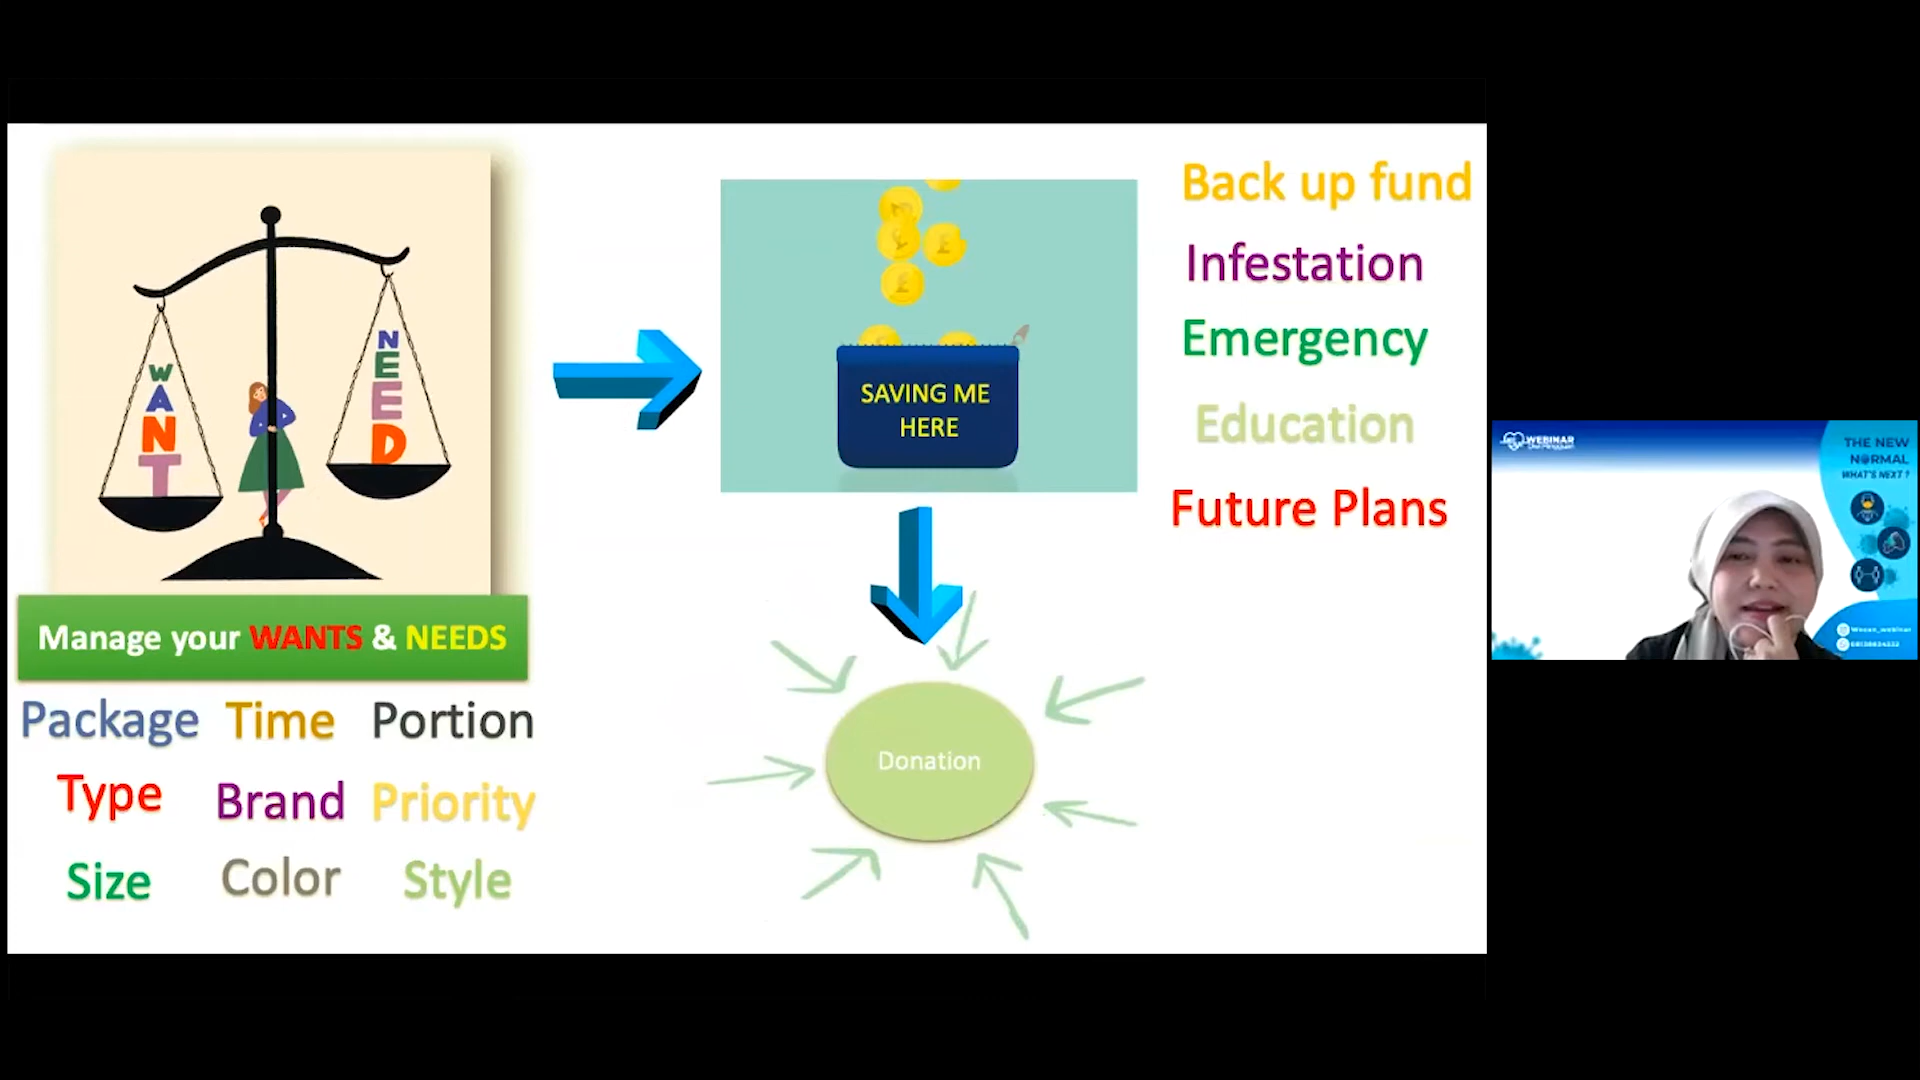 WANT
NEED
Manage your WANTS & NEEDS
Package Time Portion
Type Brand Priority
Size Color Style
SAVING ME
HERE
Donation
Back up fund
Infestation
Emergency
Education
Future Plans
WEBINAR
THE NEW
NORMAL
WHAT'S NEXT ?